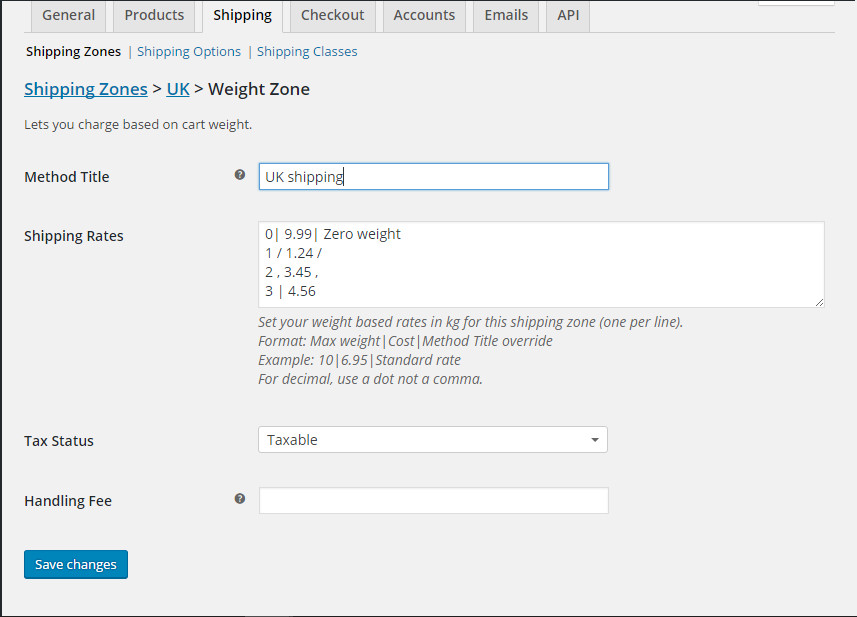 General Products Shipping Checkout Accounts Emails API
Shipping Zones | Shipping Options | Shipping Classes
Shipping Zones > UK > Weight Zone
Lets you charge based on cart weight.
Method Title ? UK shipping
Shipping Rates
0| 9.99| Zero weight
1 / 1.24 /
2 , 3.45 ,
3 | 4.56
Set your weight based rates in kg for this shipping zone (one per line).
Format: Max weight|Cost|Method Title override
Example: 10|6.95|Standard rate
For decimal, use a dot not a comma.
Tax Status Taxable
Handling Fee ?
Save changes